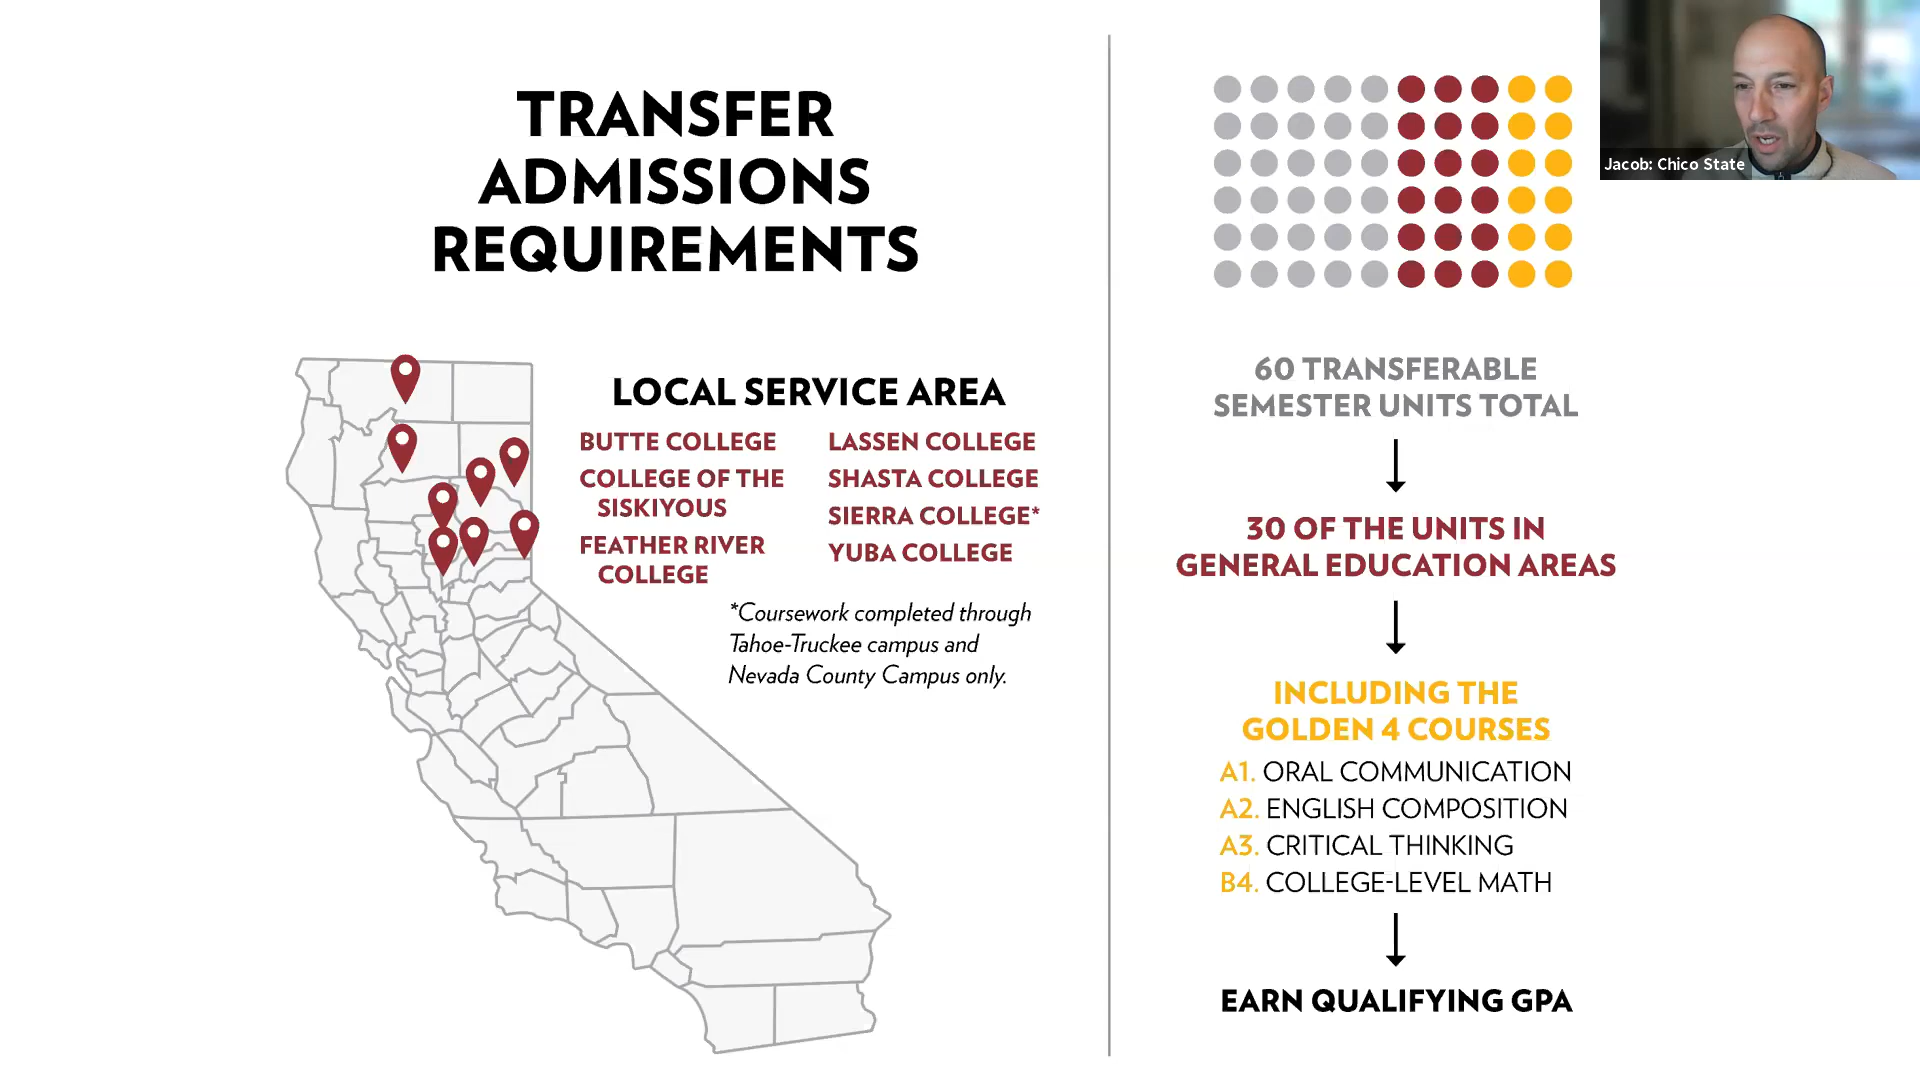 TRANSFER
ADMISSIONS
REQUIREMENTS
LOCAL SERVICE AREA
BUTTE COLLEGE
COLLEGE OF THE
SISKIYOUS
FEATHER RIVER
COLLEGE
LASSEN COLLEGE
SHASTA COLLEGE
SIERRA COLLEGE*
YUBA COLLEGE
*Coursework completed through
Tahoe-Truckee campus and
Nevada County Campus only.
60 TRANSFERABLE
SEMESTER UNITS TOTAL
30 OF THE UNITS IN
GENERAL EDUCATION AREAS
INCLUDING THE
GOLDEN 4 COURSES
A1. ORAL COMMUNICATION
A2. ENGLISH COMPOSITION
A3. CRITICAL THINKING
B4. COLLEGE-LEVEL MATH
EARN QUALIFYING GPA
Jacob: Chico State